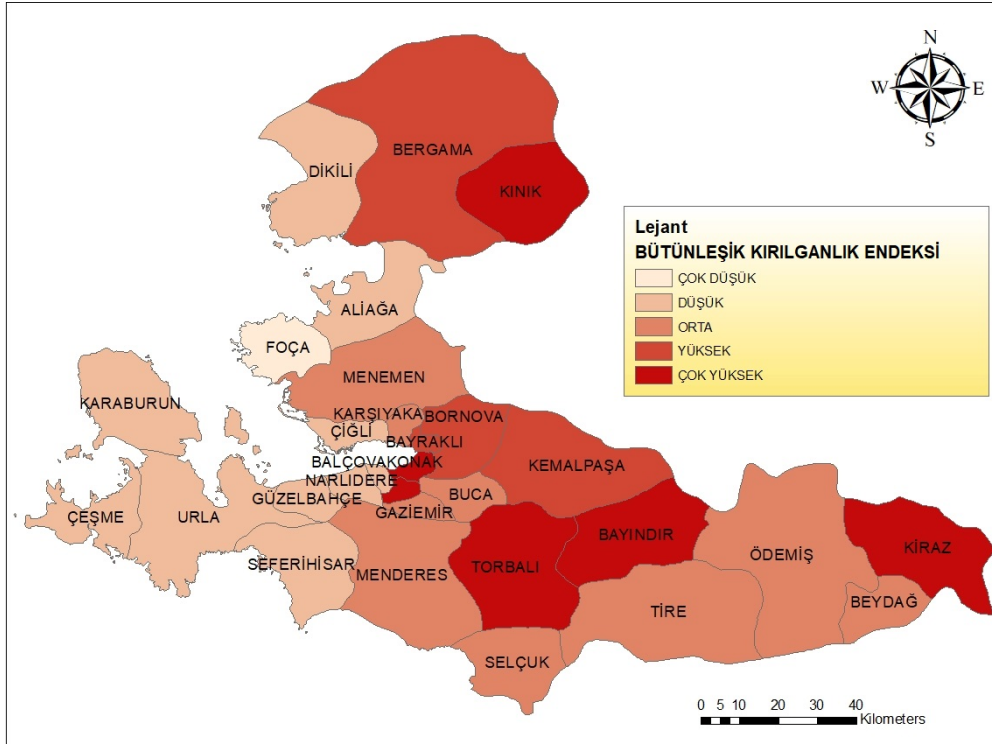 N
W E
S
BERGAMA
DİKİLİ
KINIK
Lejant
BÜTÜNLEŞİK KIRILGANLIK ENDEKSİ
ÇOK DÜŞÜK
DÜŞÜK
ORTA
YÜKSEK
ÇOK YÜKSEK
ALİAĞA
FOÇA
MENEMEN
KARABURUN
KARŞIYAKA
BORNOVA
ÇİĞLİ
BAYRAKLI
BALÇOVA
KONAK
KEMALPAŞA
NARLIDERE
GÜZELBAHÇE
BUCA
GAZİEMİR
ÇEŞME
URLA
BAYINDIR
ÖDEMİŞ
KİRAZ
SEFERİHİSAR
MENDERES
TORBALI
BEYDAĞ
TİRE
SELÇUK
0 5 10 20 30 40
Kilometers